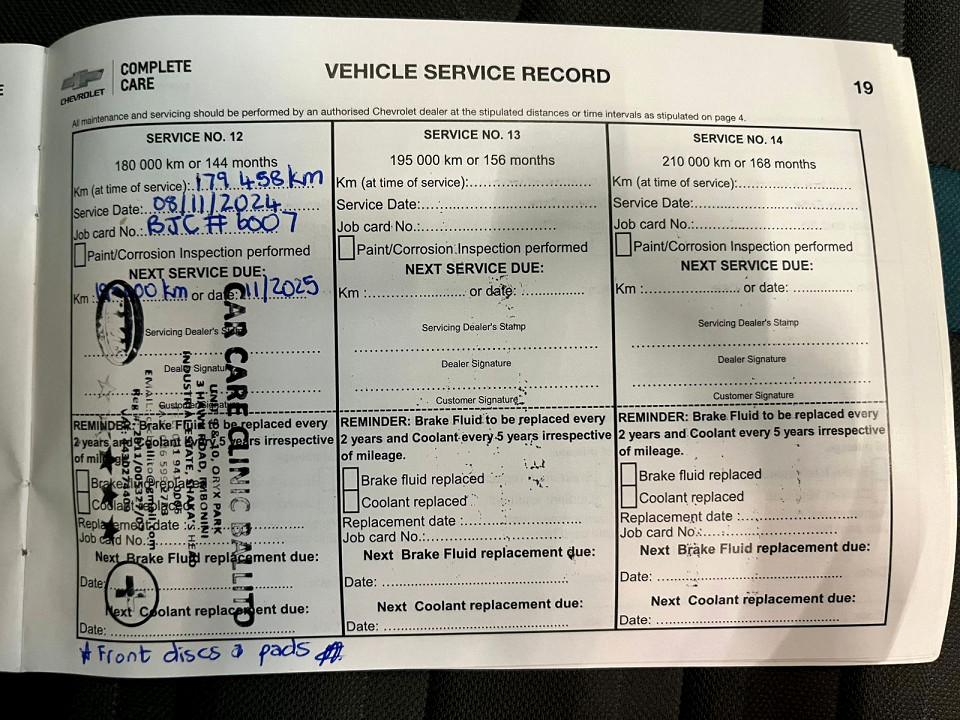 CHEVROLET
COMPLETE
CARE
VEHICLE SERVICE RECORD
19
All maintenance and servicing should be performed by an authorised Chevrolet dealer at the stipulated distances or time intervals as stipulated on page 4.
SERVICE NO. 12
180 000 km or 144 months
Km (at time of service): 179 458 km
Service Date: 08/11/2024
Job card No.: BJC # 6007
Paint/Corrosion Inspection performed
NEXT SERVICE DUE:
Km : 000 km or date: 11/2025
Servicing Dealer's Stamp
Dealer Signature
Customer Signature
REMINDER: Brake Fluid to be replaced every
2 years and Coolant every 5 years irrespective
of mileage.
Brake fluid replaced
Coolant replaced
Replacement date :
Job card No.
Next Brake Fluid replacement due:
Date:
Next Coolant replacement due:
Date:
CAR CARE CLINIC BALLITO
ORYX PARK
INDUSTRIAL ESTATE, SHAKA'S HEAD
* Front discs & pads #
SERVICE NO. 13
195 000 km or 156 months
Km (at time of service):
Service Date:
Job card No.:
Paint/Corrosion Inspection performed
NEXT SERVICE DUE:
Km : or date:
Servicing Dealer's Stamp
Dealer Signature
Customer Signature
REMINDER: Brake Fluid to be replaced every
2 years and Coolant every 5 years irrespective
of mileage.
Brake fluid replaced
Coolant replaced
Replacement date :
Job card No.:
Next Brake Fluid replacement due:
Date:
Next Coolant replacement due:
Date:
SERVICE NO. 14
210 000 km or 168 months
Km (at time of service):
Service Date:
Job card No.:
Paint/Corrosion Inspection performed
NEXT SERVICE DUE:
Km : or date:
Servicing Dealer's Stamp
Dealer Signature
Customer Signature
REMINDER: Brake Fluid to be replaced every
2 years and Coolant every 5 years irrespective
of mileage.
Brake fluid replaced
Coolant replaced
Replacement date :
Job card No.:
Next Brake Fluid replacement due:
Date:
Next Coolant replacement due:
Date: